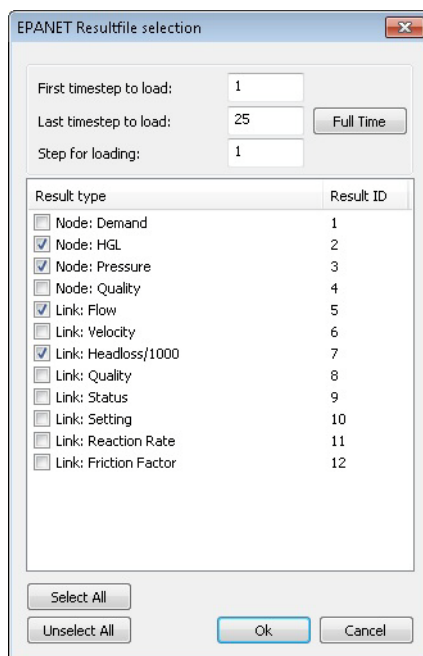 EPANET Resultfile selection
First timestep to load: 1
Last timestep to load: 25 Full Time
Step for loading: 1
Result type Result ID
Node: Demand 1
Node: HGL 2
Node: Pressure 3
Node: Quality 4
Link: Flow 5
Link: Velocity 6
Link: Headloss/1000 7
Link: Quality 8
Link: Status 9
Link: Setting 10
Link: Reaction Rate 11
Link: Friction Factor 12
Select All
Unselect All Ok Cancel